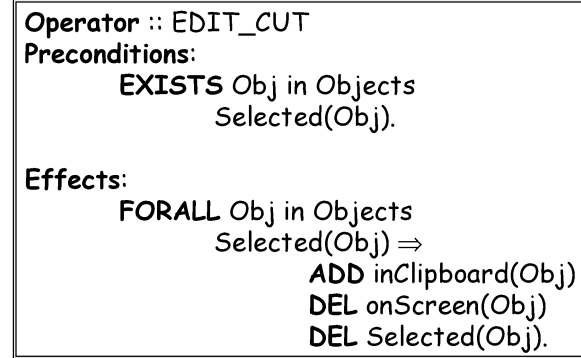 Operator :: EDIT_CUT
Preconditions:
EXISTS Obj in Objects
Selected(Obj).
Effects:
FORALL Obj in Objects
Selected(Obj) ⇒
ADD inClipboard(Obj)
DEL onScreen(Obj)
DEL Selected(Obj).